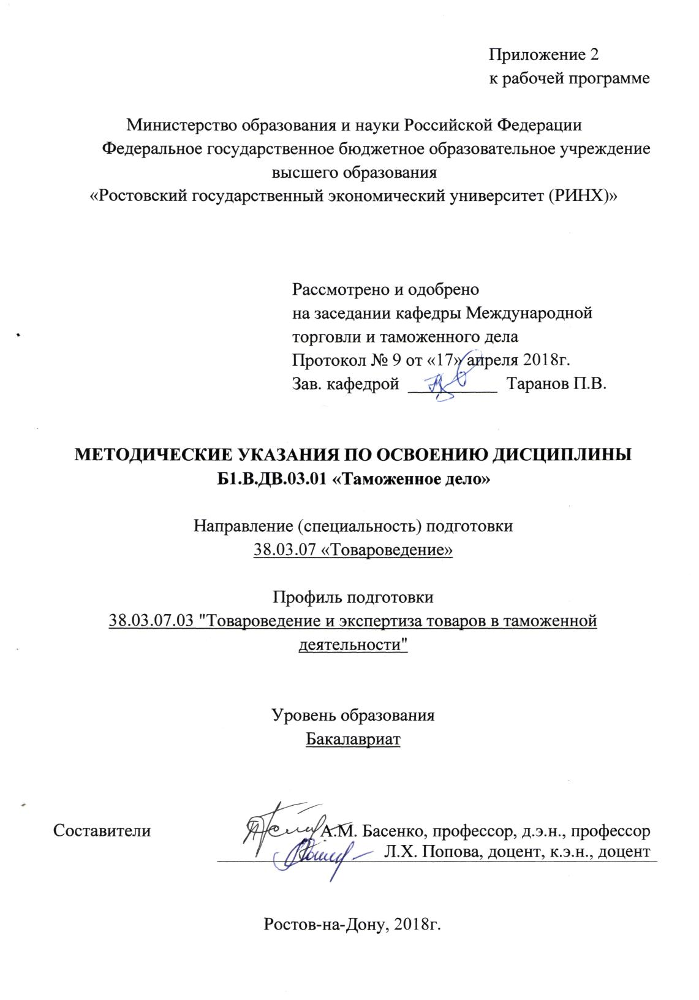 Приложение 2
к рабочей программе
Министерство образования и науки Российской Федерации
Федеральное государственное бюджетное образовательное учреждение
высшего образования
«Ростовский государственный экономический университет (РИНХ)»
Рассмотрено и одобрено
на заседании кафедры Международной
торговли и таможенного дела
Протокол № 9 от «17» апреля 2018г.
Зав. кафедрой __________ Таранов П.В.
МЕТОДИЧЕСКИЕ УКАЗАНИЯ ПО ОСВОЕНИЮ ДИСЦИПЛИНЫ
Б1.В.ДВ.03.01 «Таможенное дело»
Направление (специальность) подготовки
38.03.07 «Товароведение»
Профиль подготовки
38.03.07.03 "Товароведение и экспертиза товаров в таможенной
деятельности"
Уровень образования
Бакалавриат
Составители А.М. Басенко, профессор, д.э.н., профессор
Л.Х. Попова, доцент, к.э.н., доцент
Ростов-на-Дону, 2018г.